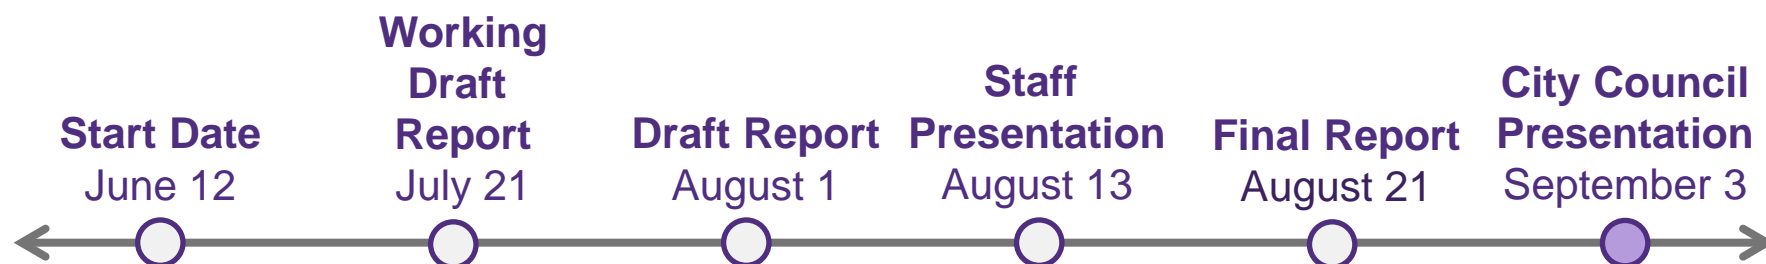 Start Date
June 12
Working
Draft
Report
July 21
Draft Report
August 1
Staff
Presentation
August 13
Final Report
August 21
City Council
Presentation
September 3